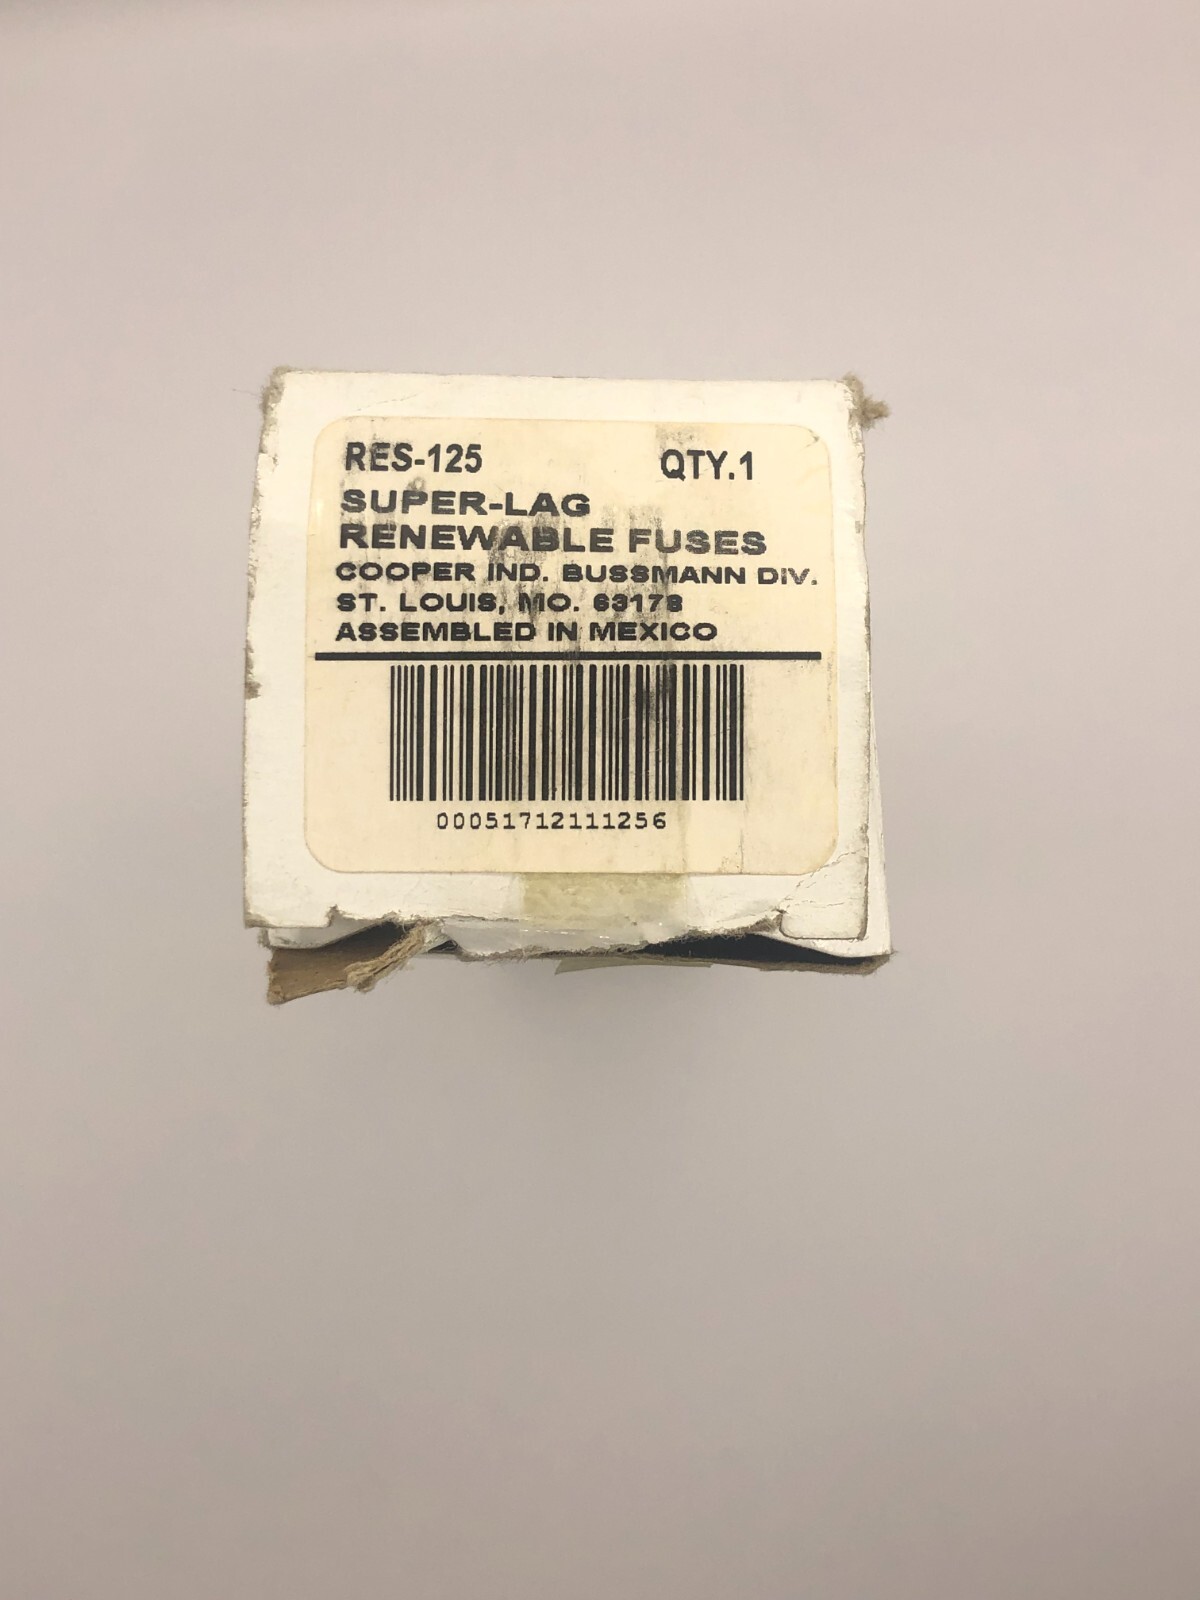 RES-125 QTY.1
SUPER-LAG
RENEWABLE FUSES
COOPER IND. BUSSMANN DIV.
ST. LOUIS, MO. 63178
ASSEMBLED IN MEXICO
00051712111256